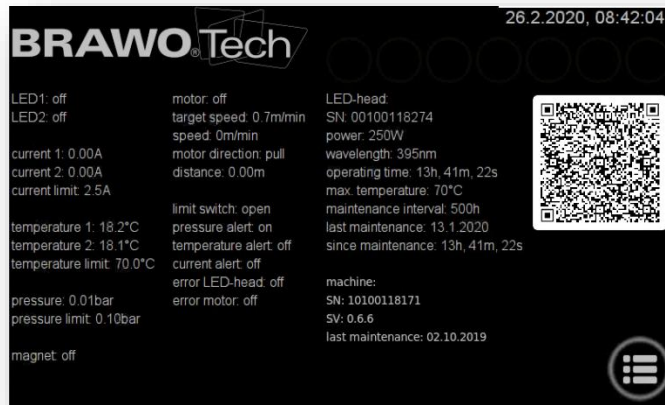 26.2.2020, 08:42:04
BRAWO.Tech
LED1: off
LED2: off
current 1: 0.00A
current 2: 0.00A
current limit: 2.5A
temperature 1: 18.2°C
temperature 2: 18.1°C
temperature limit: 70.0°C
pressure: 0.01bar
pressure limit: 0.10bar
magnet: off
motor: off
target speed: 0.7m/min
speed: 0m/min
motor direction: pull
distance: 0.00m
limit switch: open
pressure alert: on
temperature alert: off
current alert: off
error LED-head: off
error motor: off
LED-head:
SN: 00100118274
power: 250W
wavelength: 395nm
operating time: 13h, 41m, 22s
max. temperature: 70°C
maintenance interval: 500h
last maintenance: 13.1.2020
since maintenance: 13h, 41m, 22s
machine:
SN: 10100118171
SV: 0.6.6
last maintenance: 02.10.2019